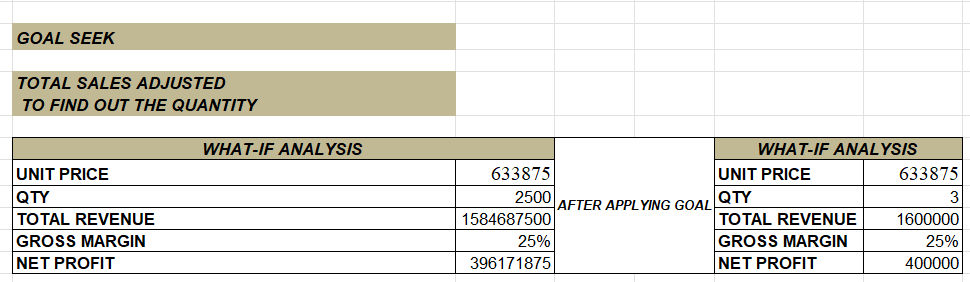 GOAL SEEK
TOTAL SALES ADJUSTED
TO FIND OUT THE QUANTITY
WHAT-IF ANALYSIS
UNIT PRICE 633875
QTY 2500
TOTAL REVENUE 1584687500
GROSS MARGIN 25%
NET PROFIT 396171875
AFTER APPLYING GOAL
WHAT-IF ANALYSIS
UNIT PRICE 633875
QTY 3
TOTAL REVENUE 1600000
GROSS MARGIN 25%
NET PROFIT 400000